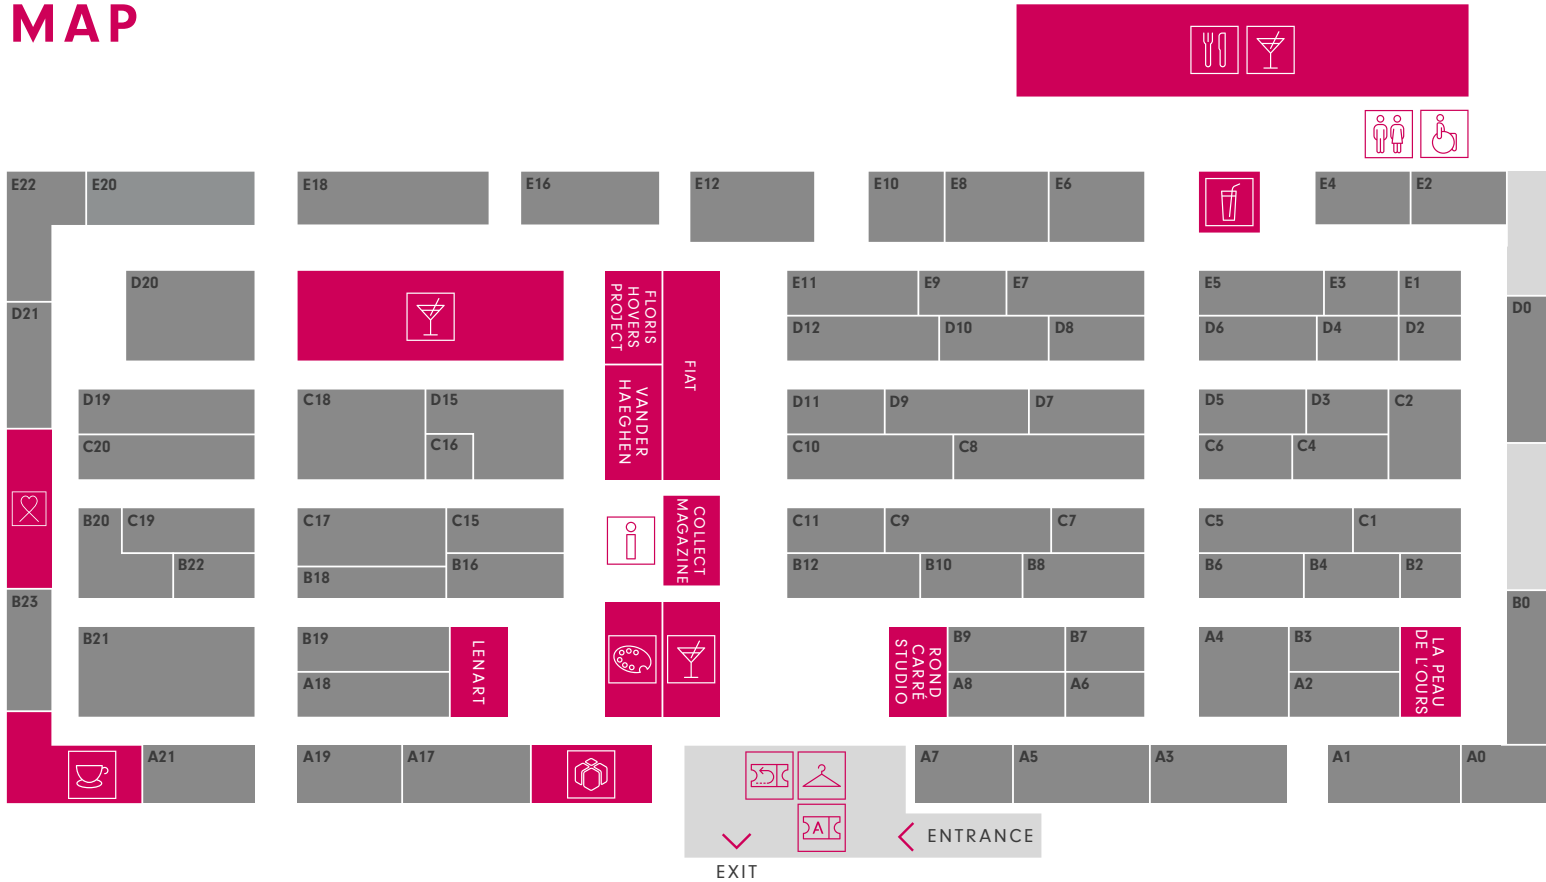 MAP
E22
E20
E18
E16
E12
E10
E8
E6
E4
E2
D21
D20
FLORIS
HOVERS
PROJECT
FIAT
E11
E9
E7
E5
E3
E1
D0
D12
D10
D8
D6
D4
D2
D19
C18
D15
VANDER
HAEGHEN
D11
D9
D7
D5
D3
C2
C20
C16
C10
C8
C6
C4
B20
C19
C17
C15
COLLECT
MAGAZINE
C11
C9
C7
C5
C1
B22
B18
B16
B12
B10
B8
B6
B4
B2
B23
B0
B21
B19
LENART
ROND
CARRÉ
STUDIO
B9
B7
A4
B3
LA PEAU
DE L'OURS
A18
A8
A6
A2
A21
A19
A17
A7
A5
A3
A1
A0
A
ENTRANCE
EXIT